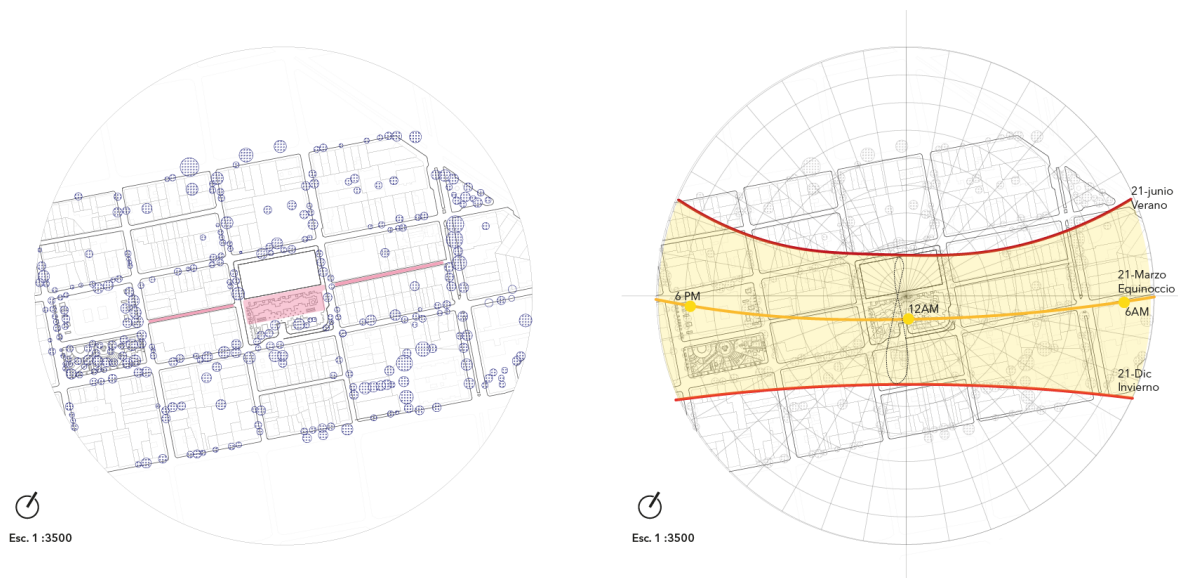 21-junio
Verano
21-Marzo
Equinoccio
6 PM
12AM
6AM
21-Dic
Invierno
Esc. 1 :3500
Esc. 1 :3500